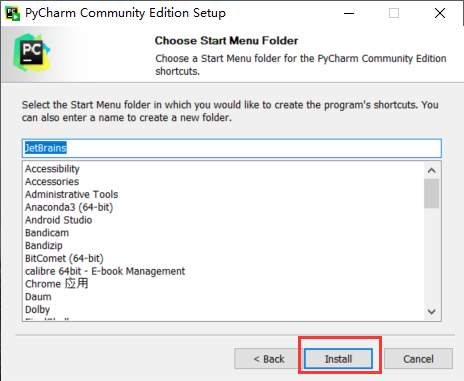 PyCharm Community Edition Setup
PC
Choose Start Menu Folder
Choose a Start Menu folder for the PyCharm Community Edition
shortcuts.
Select the Start Menu folder in which you would like to create the program's shortcuts. You
can also enter a name to create a new folder.
JetBrains
Accessibility
Accessories
Administrative Tools
Anaconda3 (64-bit)
Android Studio
Bandicam
Bandizip
BitComet (64-bit)
calibre 64bit - E-book Management
Chrome 应用
Daum
Dolby
< Back
Install
Cancel